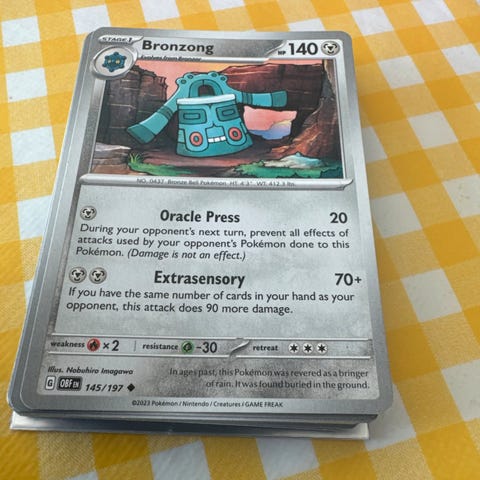 STAGE 1
Bronzong
HP 140
Evolves from Bronzor
NO. 0437 Bronze Bell Pokémon HT: 4'3" WT: 412.3 lbs.
Oracle Press 20
During your opponent's next turn, prevent all effects of
attacks used by your opponent's Pokémon done to this
Pokémon. (Damage is not an effect.)
Extrasensory 70+
If you have the same number of cards in your hand as your
opponent, this attack does 90 more damage.
weakness ×2 resistance -30 retreat
Illus. Nobuhiro Imagawa
G OBF EN 145/197
In ages past, this Pokémon was revered as a bringer
of rain. It was found buried in the ground.
©2023 Pokémon / Nintendo / Creatures / GAME FREAK